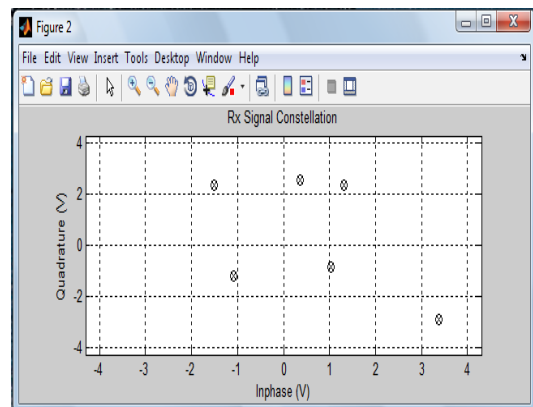 Figure 2
File Edit View Insert Tools Desktop Window Help
Rx Signal Constellation
4
2
0
-2
-4
Quadrature (V)
-4 -3 -2 -1 0 1 2 3 4
Inphase (V)